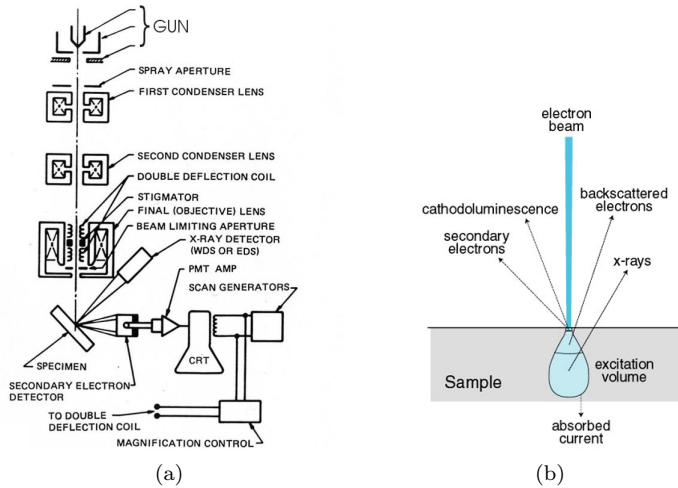 GUN
SPRAY APERTURE
FIRST CONDENSER LENS
SECOND CONDENSER LENS
DOUBLE DEFLECTION COIL
STIGMATOR
FINAL (OBJECTIVE) LENS
BEAM LIMITING APERTURE
X-RAY DETECTOR
(WDS OR EDS)
PMT AMP
SCAN GENERATORS
CRT
SPECIMEN
SECONDARY ELECTRON
DETECTOR
TO DOUBLE
DEFLECTION COIL
MAGNIFICATION CONTROL
(a)
electron
beam
backscattered
electrons
cathodoluminescence
secondary
electrons
x-rays
excitation
volume
Sample
absorbed
current
(b)